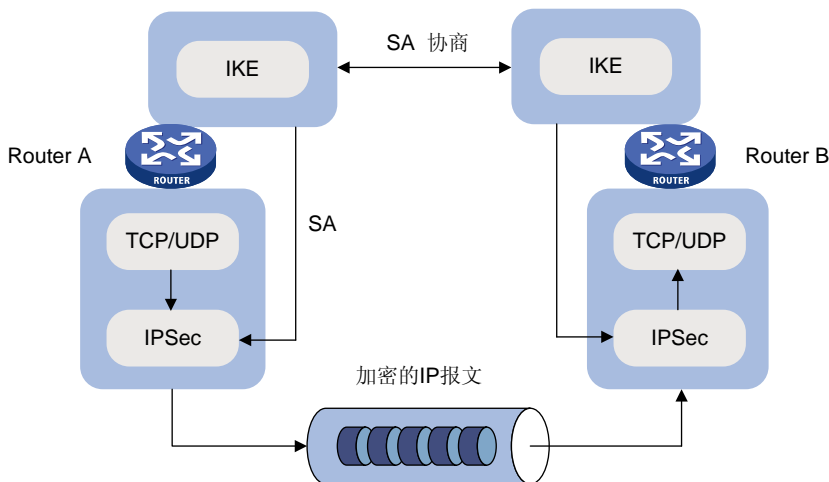 SA 协商
IKE
IKE
Router A
ROUTER
ROUTER
Router B
TCP/UDP
SA
TCP/UDP
IPSec
IPSec
加密的IP报文